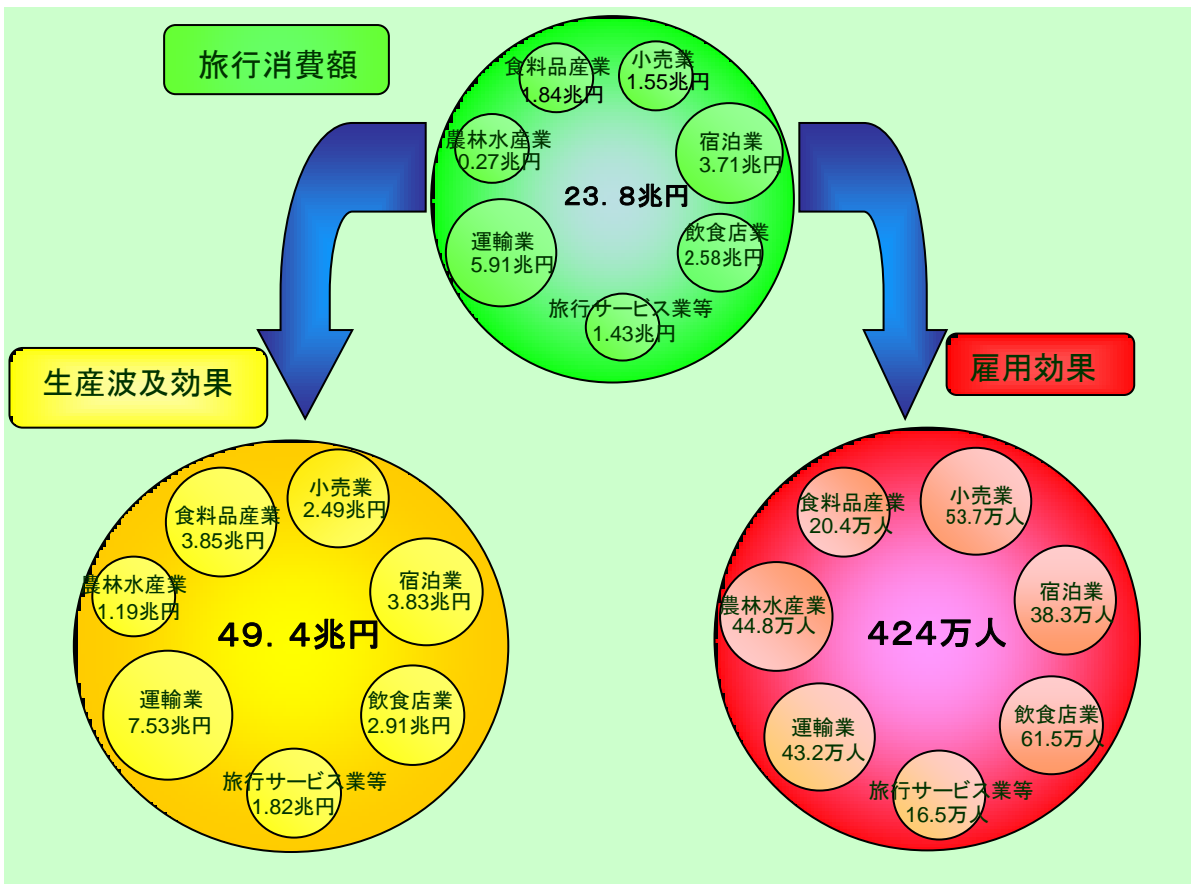 旅行消費額
食料品産業
1.84兆円
小売業
1.55兆円
農林水産業
0.27兆円
宿泊業
3.71兆円
23. 8兆円
運輸業
5.91兆円
飲食店業
2.58兆円
旅行サービス業等
1.43兆円
生産波及効果
雇用効果
小売業
2.49兆円
食料品産業
3.85兆円
農林水産業
1.19兆円
宿泊業
3.83兆円
49. 4兆円
運輸業
7.53兆円
飲食店業
2.91兆円
旅行サービス業等
1.82兆円
食料品産業
20.4万人
小売業
53.7万人
農林水産業
44.8万人
宿泊業
38.3万人
424万人
運輸業
43.2万人
飲食店業
61.5万人
旅行サービス業等
16.5万人